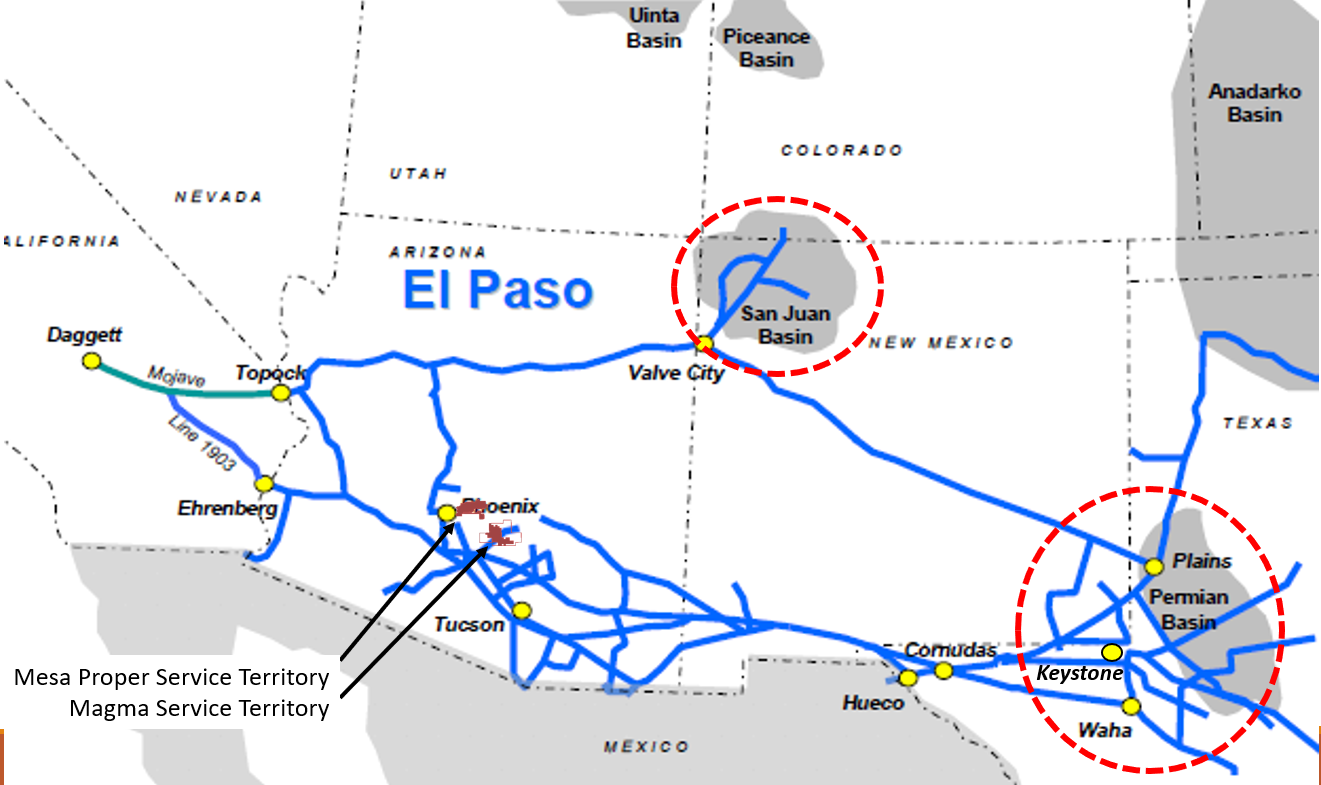 Uinta
Basin
Piceance
Basin
Anadarko
Basin
COLORADO
UTAH
NEVADA
ALIFORNIA
ARIZONA
El Paso
San Juan
Basin
NEW MEXICO
Daggett
Mojave
Topock
Valve City
Line 1903
TEXAS
Ehrenberg
Phoenix
Plains
Permian
Basin
Tucson
Cornudas
Keystone
Mesa Proper Service Territory
Magma Service Territory
Hueco
Waha
MEXICO